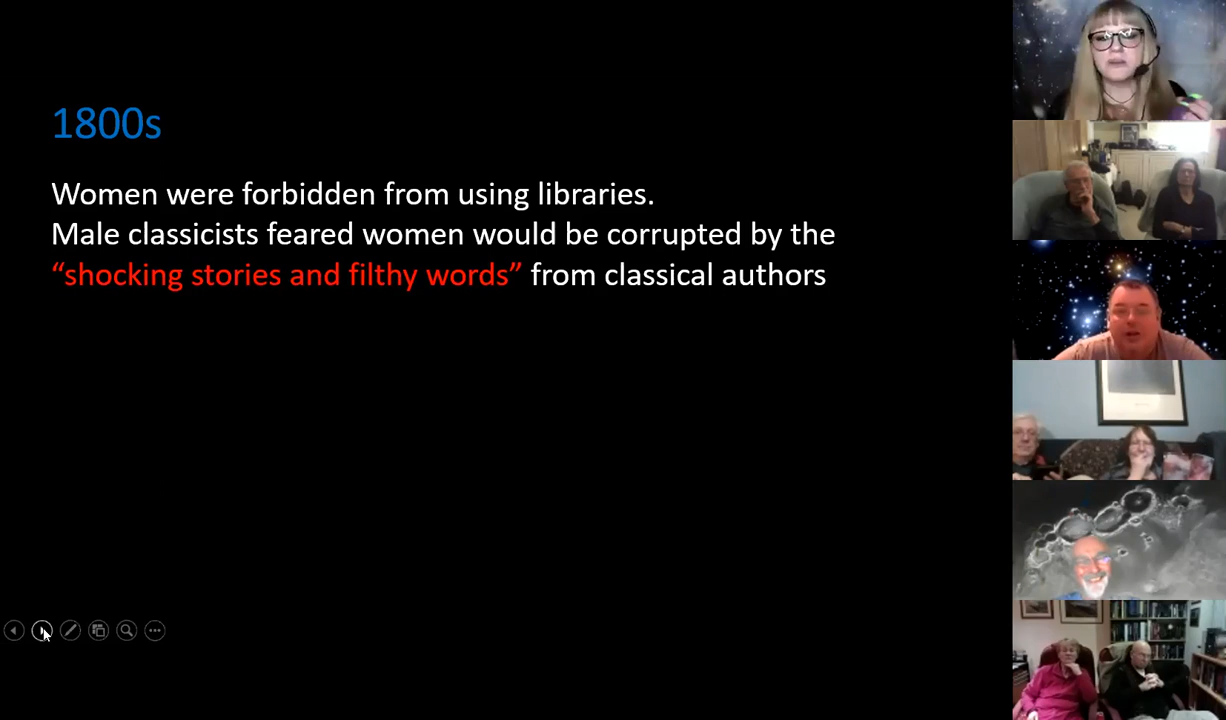 1800s
Women were forbidden from using libraries.
Male classicists feared women would be corrupted by the
“shocking stories and filthy words” from classical authors